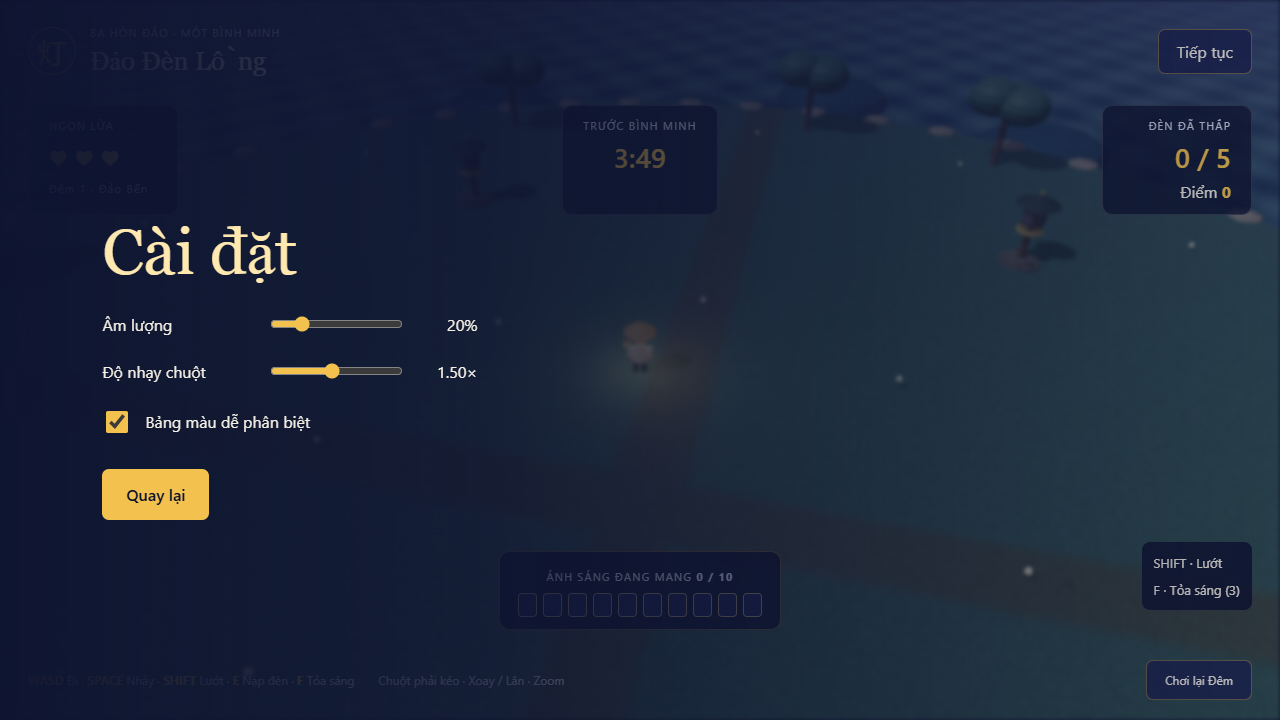 BA HÒN ĐẢO · MỘT BÌNH MINH
Đảo Đèn Lồng
Tiếp tục
NGỌN LỬA
Đêm 1 · Đảo Bến
TRƯỚC BÌNH MINH
3:49
ĐÈN ĐÃ THẮP
0 / 5
Điểm 0
Cài đặt
Âm lượng 20%
Độ nhạy chuột 1.50×
Bảng màu dễ phân biệt
Quay lại
ÁNH SÁNG ĐANG MANG 0 / 10
SHIFT · Lướt
F · Tỏa sáng (3)
WASD Đi · SPACE Nhảy · SHIFT Lướt · E Nạp đèn · F Tỏa sáng Chuột phải kéo · Xoay / Lăn · Zoom
Chơi lại Đêm